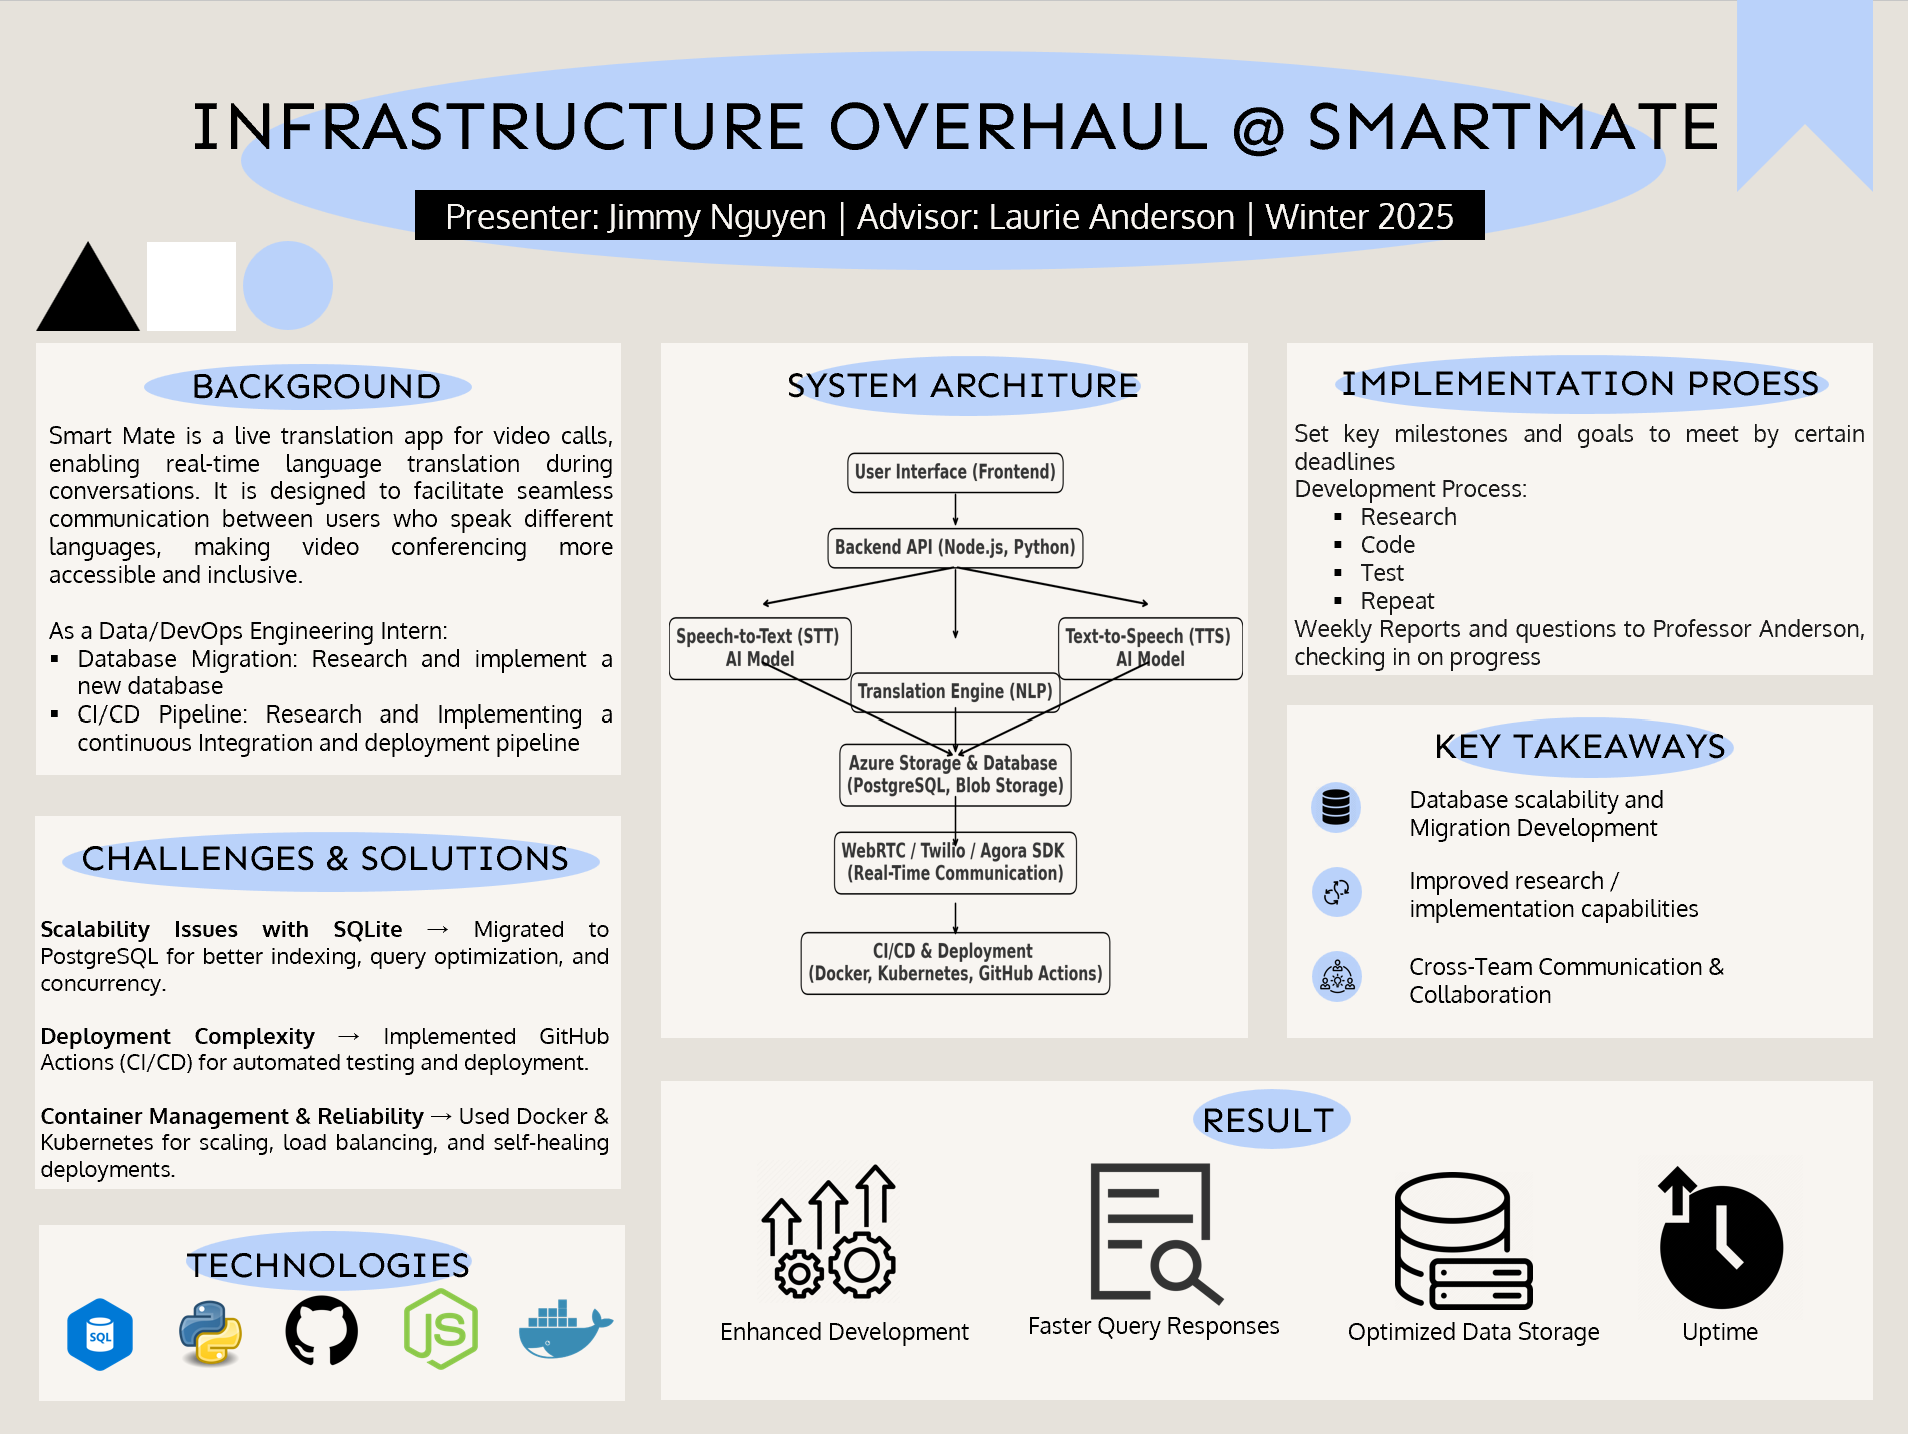 INFRASTRUCTURE OVERHAUL @ SMARTMATE
Presenter: Jimmy Nguyen | Advisor: Laurie Anderson | Winter 2025
BACKGROUND
Smart Mate is a live translation app for video calls,
enabling real-time language translation during
conversations. It is designed to facilitate seamless
communication between users who speak different
languages, making video conferencing more
accessible and inclusive.
As a Data/DevOps Engineering Intern:
▪ Database Migration: Research and implement a
new database
▪ CI/CD Pipeline: Research and Implementing a
continuous Integration and deployment pipeline
CHALLENGES & SOLUTIONS
Scalability Issues with SQLite → Migrated to
PostgreSQL for better indexing, query optimization, and
concurrency.
Deployment Complexity → Implemented GitHub
Actions (CI/CD) for automated testing and deployment.
Container Management & Reliability → Used Docker &
Kubernetes for scaling, load balancing, and self-healing
deployments.
TECHNOLOGIES
SQL
JS
SYSTEM ARCHITURE
User Interface (Frontend)
Backend API (Node.js, Python)
Speech-to-Text (STT)
AI Model
Text-to-Speech (TTS)
AI Model
Translation Engine (NLP)
Azure Storage & Database
(PostgreSQL, Blob Storage)
WebRTC / Twilio / Agora SDK
(Real-Time Communication)
CI/CD & Deployment
(Docker, Kubernetes, GitHub Actions)
IMPLEMENTATION PROESS
Set key milestones and goals to meet by certain
deadlines
Development Process:
▪ Research
▪ Code
▪ Test
▪ Repeat
Weekly Reports and questions to Professor Anderson,
checking in on progress
KEY TAKEAWAYS
Database scalability and
Migration Development
Improved research /
implementation capabilities
Cross-Team Communication &
Collaboration
RESULT
Enhanced Development
Faster Query Responses
Optimized Data Storage
Uptime